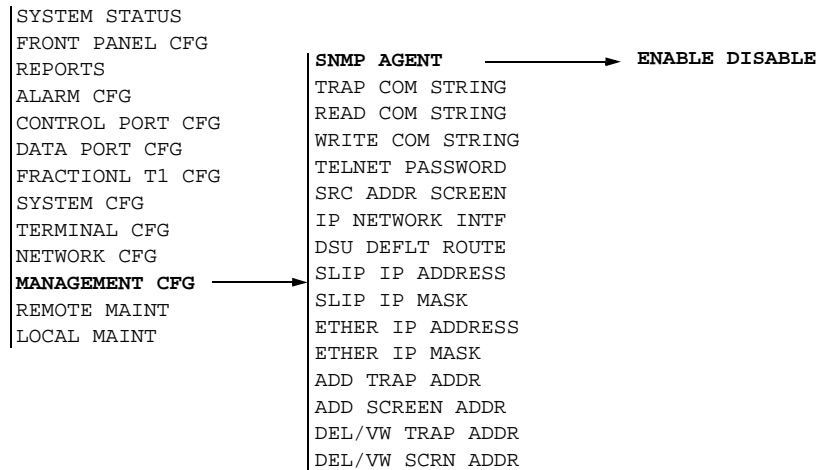 SYSTEM STATUS
FRONT PANEL CFG
REPORTS
ALARM CFG
CONTROL PORT CFG
DATA PORT CFG
FRACTIONL T1 CFG
SYSTEM CFG
TERMINAL CFG
NETWORK CFG
MANAGEMENT CFG
REMOTE MAINT
LOCAL MAINT
SNMP AGENT
TRAP COM STRING
READ COM STRING
WRITE COM STRING
TELNET PASSWORD
SRC ADDR SCREEN
IP NETWORK INTF
DSU DEFLT ROUTE
SLIP IP ADDRESS
SLIP IP MASK
ETHER IP ADDRESS
ETHER IP MASK
ADD TRAP ADDR
ADD SCREEN ADDR
DEL/VW TRAP ADDR
DEL/VW SCRN ADDR
ENABLE DISABLE